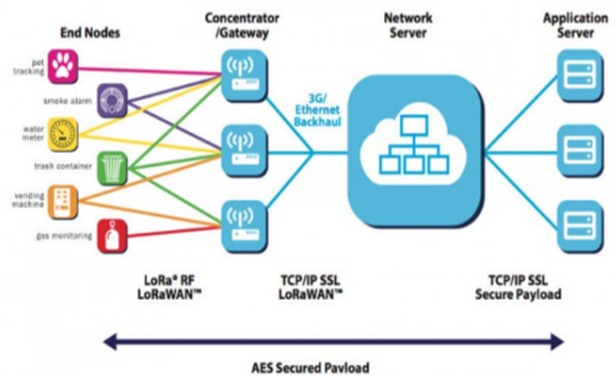 End Nodes
Concentrator
/Gateway
Network
Server
Application
Server
pet
tracking
smoke alarm
water
meter
trash container
vending
machine
gas monitoring
3G/
Ethernet
Backhaul
LoRa® RF
LoRaWAN™
TCP/IP SSL
LoRaWAN™
TCP/IP SSL
Secure Payload
AES Secured Payload